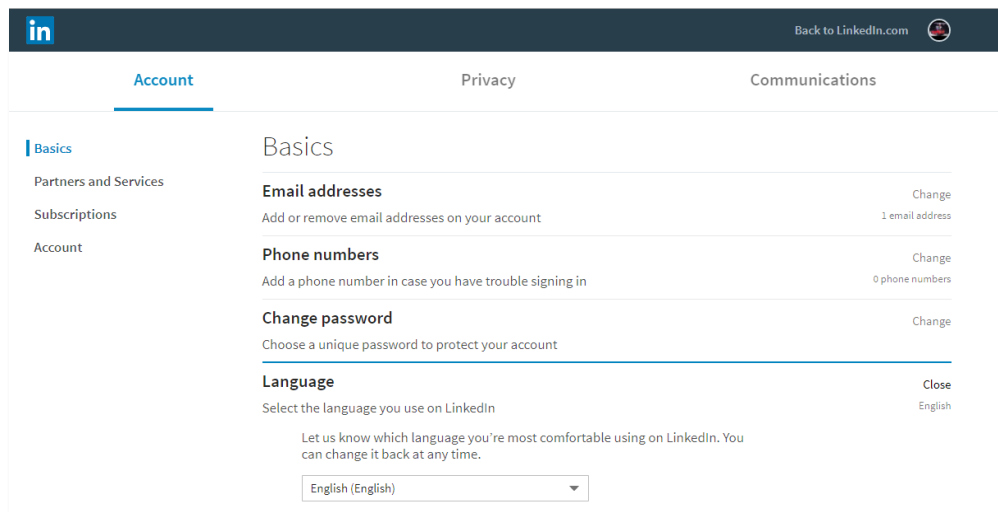 in
Back to LinkedIn.com
Account
Privacy
Communications
Basics
Partners and Services
Subscriptions
Account
Basics
Email addresses
Change
Add or remove email addresses on your account
1 email address
Phone numbers
Change
Add a phone number in case you have trouble signing in
0 phone numbers
Change password
Change
Choose a unique password to protect your account
Language
Close
Select the language you use on LinkedIn
English
Let us know which language you're most comfortable using on LinkedIn. You
can change it back at any time.
English (English)